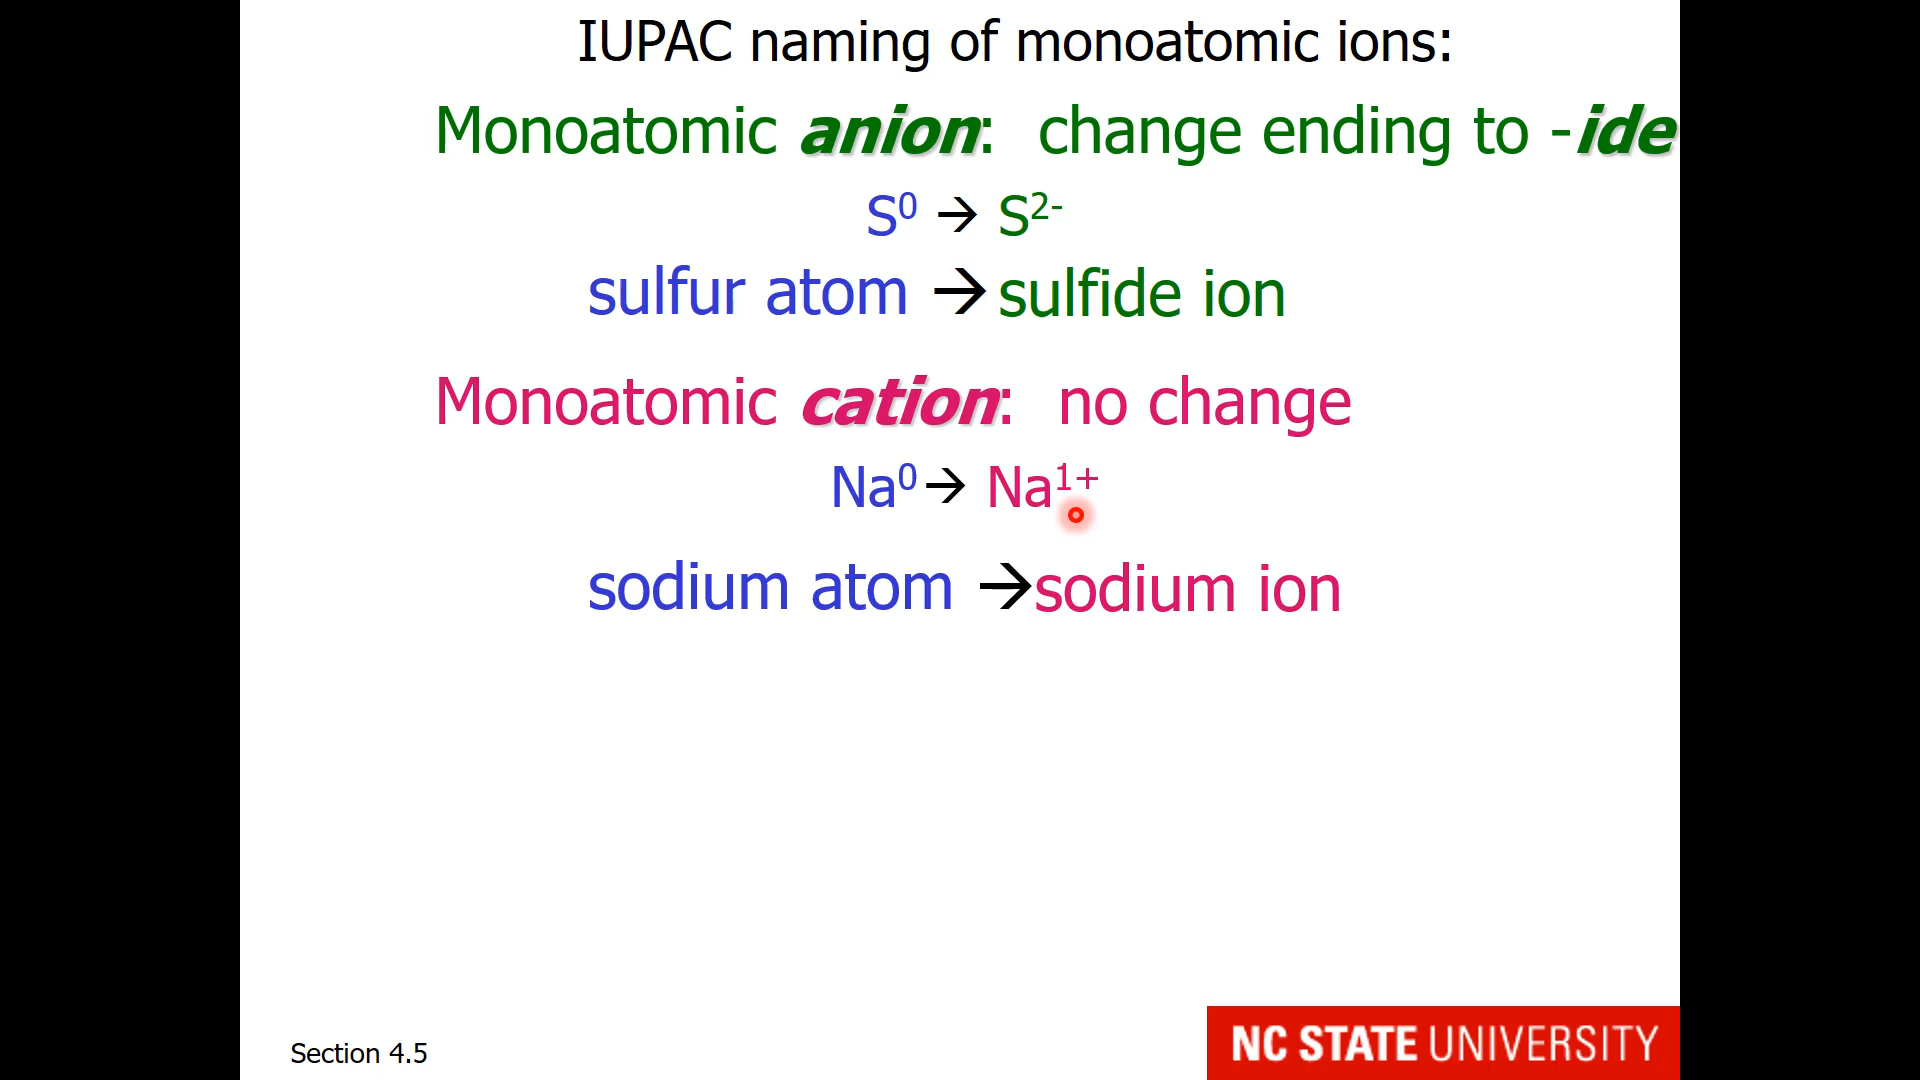 IUPAC naming of monoatomic ions:
Monoatomic anion: change ending to -ide
S⁰ → S²⁻
sulfur atom → sulfide ion
Monoatomic cation: no change
Na⁰ → Na¹⁺
sodium atom → sodium ion
Section 4.5
NC STATE UNIVERSITY